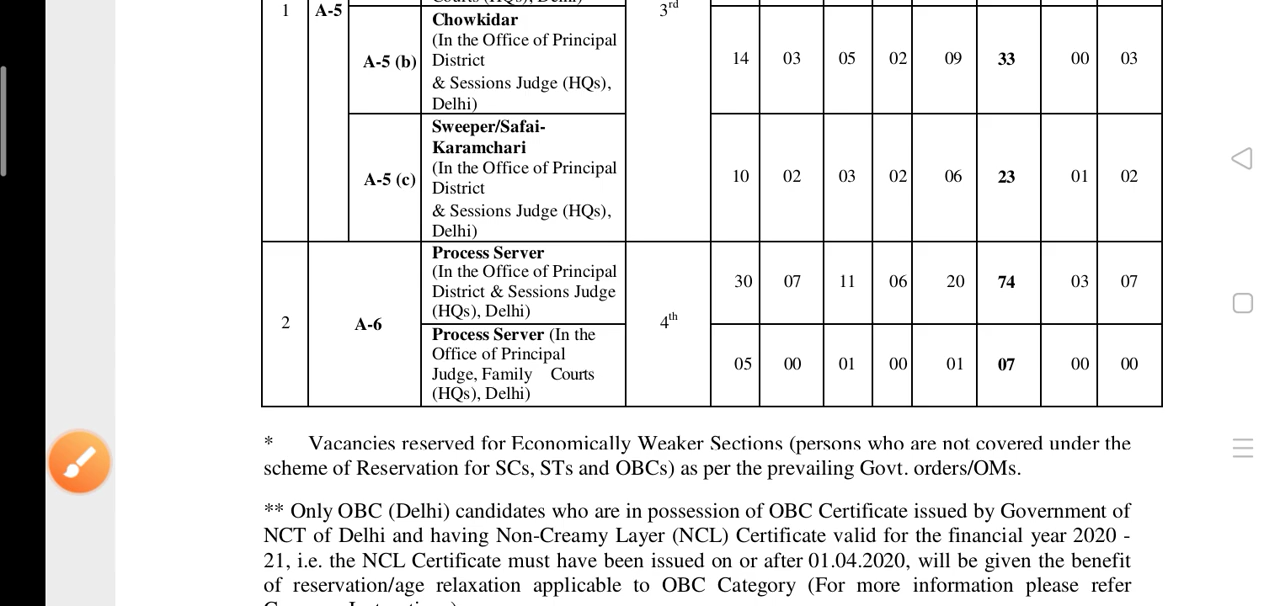 1 A-5 3rd
Chowkidar
(In the Office of Principal
A-5 (b) District 14 03 05 02 09 33 00 03
& Sessions Judge (HQs),
Delhi)
Sweeper/Safai-
Karamchari
(In the Office of Principal
A-5 (c) District 10 02 03 02 06 23 01 02
& Sessions Judge (HQs),
Delhi)
Process Server
(In the Office of Principal
District & Sessions Judge 30 07 11 06 20 74 03 07
(HQs), Delhi)
2 A-6 4th
Process Server (In the
Office of Principal
Judge, Family Courts 05 00 01 00 01 07 00 00
(HQs), Delhi)
* Vacancies reserved for Economically Weaker Sections (persons who are not covered under the
scheme of Reservation for SCs, STs and OBCs) as per the prevailing Govt. orders/OMs.
** Only OBC (Delhi) candidates who are in possession of OBC Certificate issued by Government of
NCT of Delhi and having Non-Creamy Layer (NCL) Certificate valid for the financial year 2020 -
21, i.e. the NCL Certificate must have been issued on or after 01.04.2020, will be given the benefit
of reservation/age relaxation applicable to OBC Category (For more information please refer